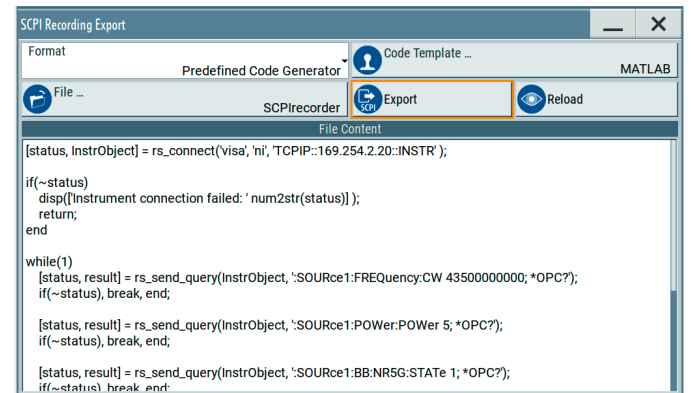 SCPI Recording Export
Format
Predefined Code Generator
Code Template ...
MATLAB
File ...
SCPIrecorder
SCPI
Export
Reload
File Content
[status, InstrObject] = rs_connect('visa', 'ni', 'TCPIP::169.254.2.20::INSTR' );
if(~status)
disp(['Instrument connection failed: ' num2str(status)] );
return;
end
while(1)
[status, result] = rs_send_query(InstrObject, ':SOURce1:FREQuency:CW 43500000000; *OPC?');
if(~status), break, end;
[status, result] = rs_send_query(InstrObject, ':SOURce1:POWer:POWer 5; *OPC?');
if(~status), break, end;
[status, result] = rs_send_query(InstrObject, ':SOURce1:BB:NR5G:STATe 1; *OPC?');
if(~status), break, end;